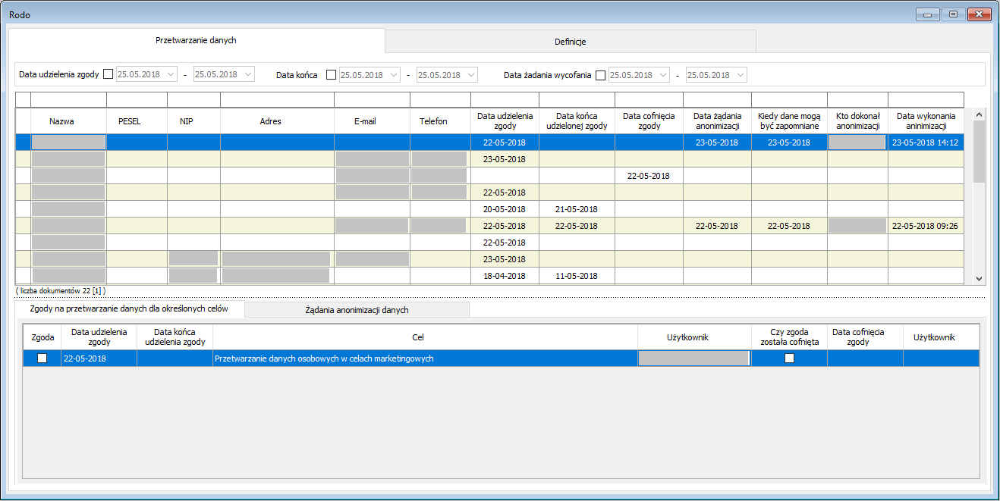 Rodo
Przetwarzanie danych Definicje
Data udzielenia zgody 25.05.2018 - 25.05.2018 Data końca 25.05.2018 - 25.05.2018 Data żadania wycofania 25.05.2018 - 25.05.2018
Nazwa PESEL NIP Adres E-mail Telefon Data udzielenia zgody Data końca udzielonej zgody Data cofnięcia zgody Data żądania anonimizacji Kiedy dane mogą być zapomniane Kto dokonał anonimizacji Data wykonania aninimizacji
22-05-2018 23-05-2018 23-05-2018 23-05-2018 14:12
23-05-2018
22-05-2018
22-05-2018
20-05-2018 21-05-2018
22-05-2018 22-05-2018 22-05-2018 22-05-2018 22-05-2018 09:26
22-05-2018
23-05-2018
18-04-2018 11-05-2018
( liczba dokumentów 22 [1] )
Zgody na przetwarzanie danych dla określonych celów Żądania anonimizacji danych
Zgoda Data udzielenia zgody Data końca udzielenia zgody Cel Użytkownik Czy zgoda została cofnięta Data cofnięcia zgody Użytkownik
22-05-2018 Przetwarzanie danych osobowych w celach marketingowych